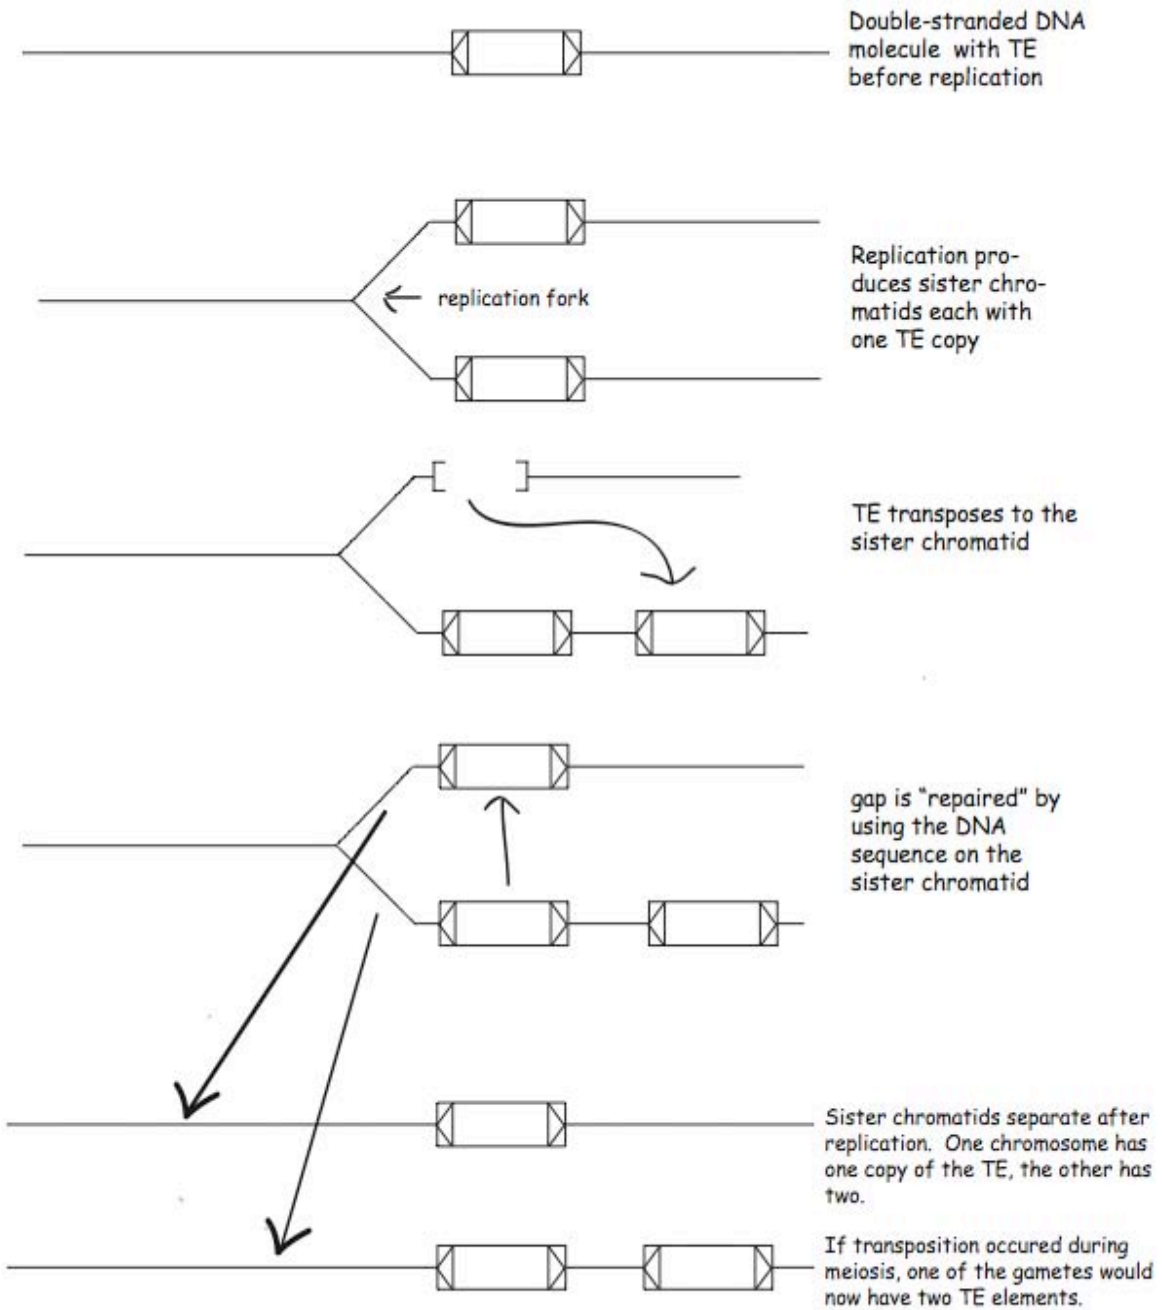 Double-stranded DNA
molecule with TE
before replication
replication fork
Replication pro-
duces sister chro-
matids each with
one TE copy
TE transposes to the
sister chromatid
gap is "repaired" by
using the DNA
sequence on the
sister chromatid
Sister chromatids separate after
replication. One chromosome has
one copy of the TE, the other has
two.
If transposition occured during
meiosis, one of the gametes would
now have two TE elements.